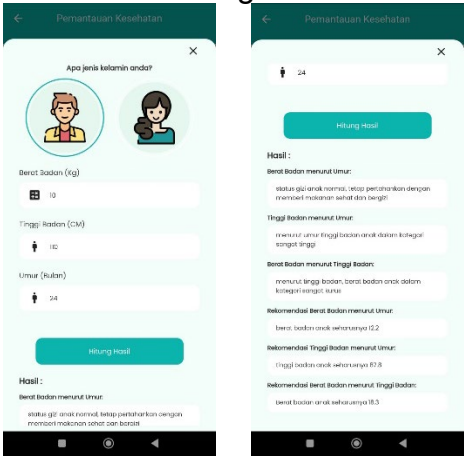 Pemantauan Kesehatan
Apa jenis kelamin anda?
Berat Badan (Kg)
10
Tinggi Badan (CM)
110
Umur (Bulan)
24
Hitung Hasil
Hasil :
Berat Badan menurut Umur:
status gizi anak normal, tetap pertahankan dengan
memberi makanan sehat dan bergizi
Pemantauan Kesehatan
24
Hitung Hasil
Hasil :
Berat Badan menurut Umur:
status gizi anak normal, tetap pertahankan dengan
memberi makanan sehat dan bergizi
Tinggi Badan menurut Umur:
menurut umur tinggi badan anak dalam kategori
sangat tinggi
Berat Badan menurut Tinggi Badan:
menurut tinggi badan, berat badan anak dalam
kategori sangat kurus
Rekomendasi Berat Badan menurut Umur:
berat badan anak seharusnya 12.2
Rekomendasi Tinggi Badan menurut Umur:
tinggi badan anak seharusnya
Rekomendasi Berat Badan menurut Tinggi Badan:
Berat badan anak seharusnya 18.3